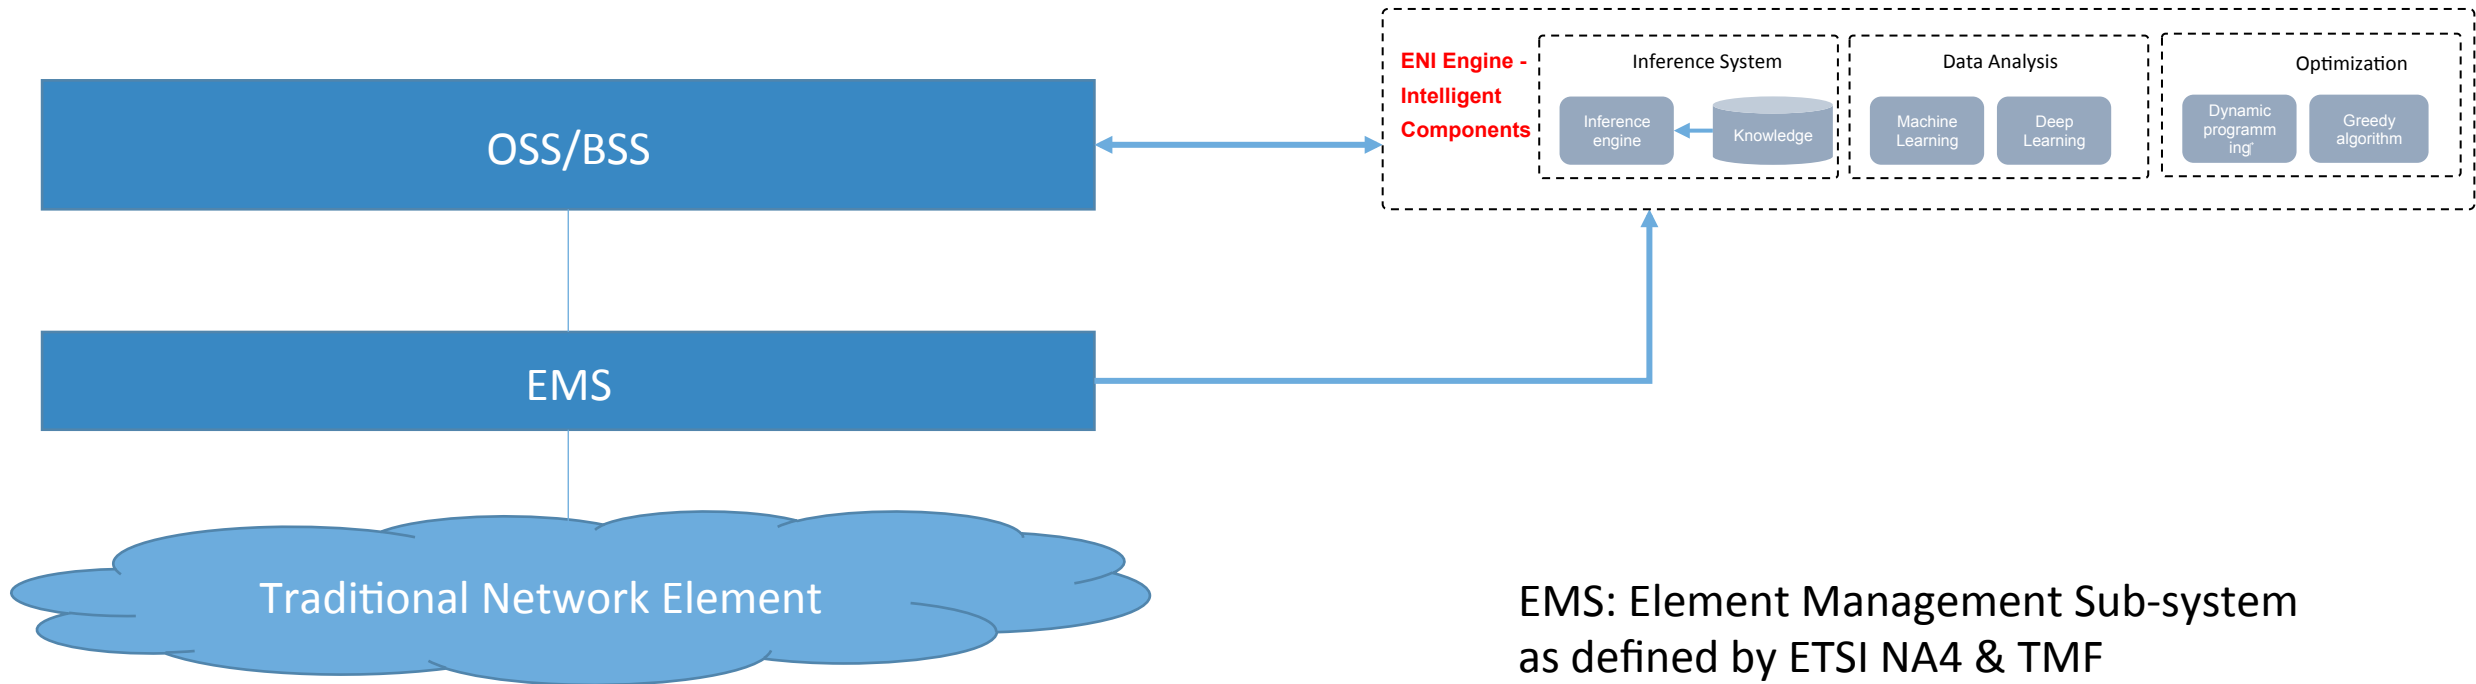 OSS/BSS
EMS
Traditional Network Element
ENI Engine -
Intelligent
Components
Inference System
Inference
engine
Knowledge
Data Analysis
Machine
Learning
Deep
Learning
Optimization
Dynamic
programm
ing
Greedy
algorithm
EMS: Element Management Sub-system
as defined by ETSI NA4 & TMF